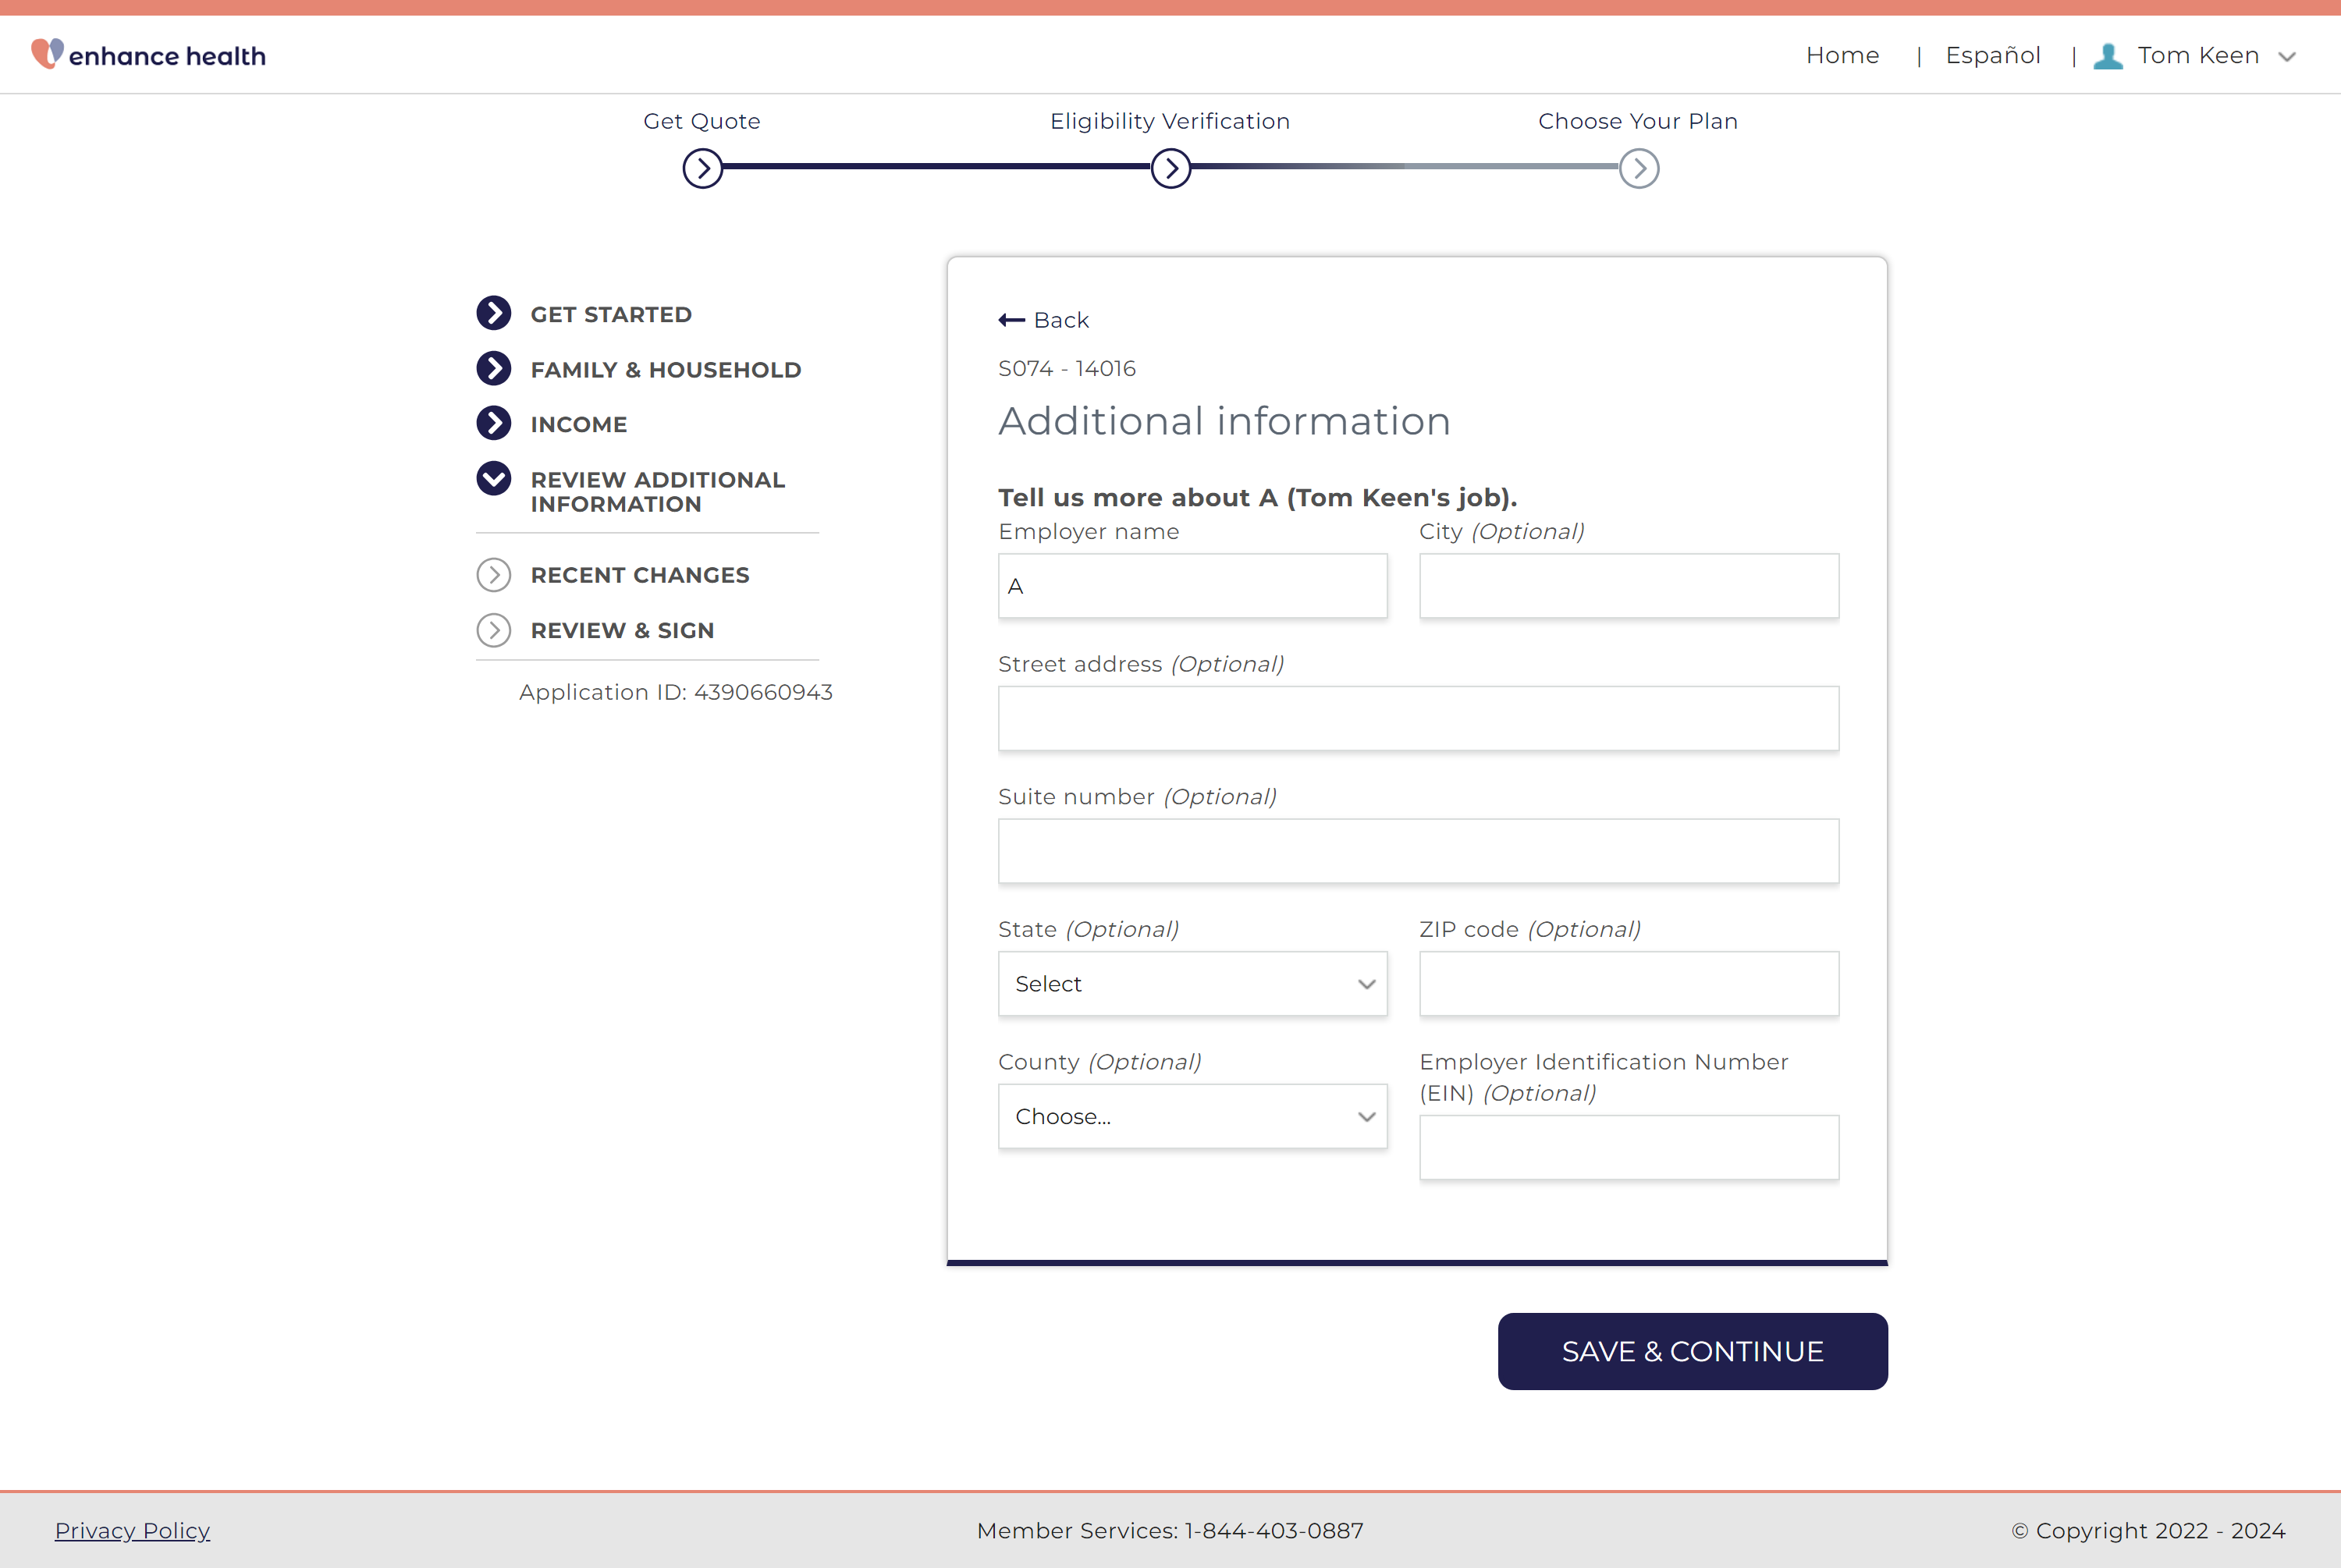 enhance health
Home | Español | Tom Keen
Get Quote
Eligibility Verification
Choose Your Plan
GET STARTED
FAMILY & HOUSEHOLD
INCOME
REVIEW ADDITIONAL
INFORMATION
RECENT CHANGES
REVIEW & SIGN
Application ID: 4390660943
Back
S074 - 14016
Additional information
Tell us more about A (Tom Keen's job).
Employer name
A
City (Optional)
Street address (Optional)
Suite number (Optional)
State (Optional)
Select
ZIP code (Optional)
County (Optional)
Choose...
Employer Identification Number
(EIN) (Optional)
SAVE & CONTINUE
Privacy Policy
Member Services: 1-844-403-0887
© Copyright 2022 - 2024